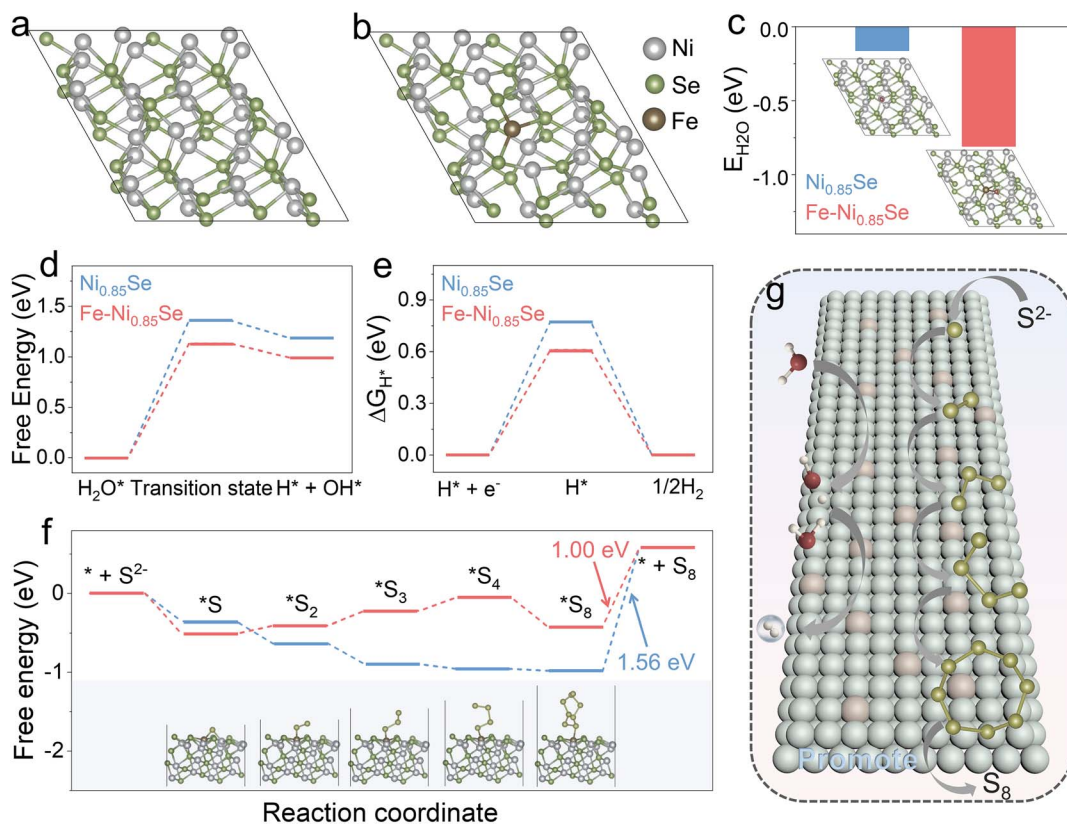 a
b
Ni
Se
Fe
c
0.0
-0.5
-1.0
E_H2O (eV)
Ni0.85Se
Fe-Ni0.85Se
d
Ni0.85Se
Fe-Ni0.85Se
1.5
1.0
0.5
0.0
Free Energy (eV)
H2O* Transition state H* + OH*
e
Ni0.85Se
Fe-Ni0.85Se
0.9
0.6
0.3
0.0
ΔG_H* (eV)
H* + e-
H*
1/2H2
f
0
-1
-2
Free energy (eV)
* + S2-
*S
*S2
*S3
*S4
*S8
* + S8
1.00 eV
1.56 eV
Reaction coordinate
g
S2-
Promote
S8